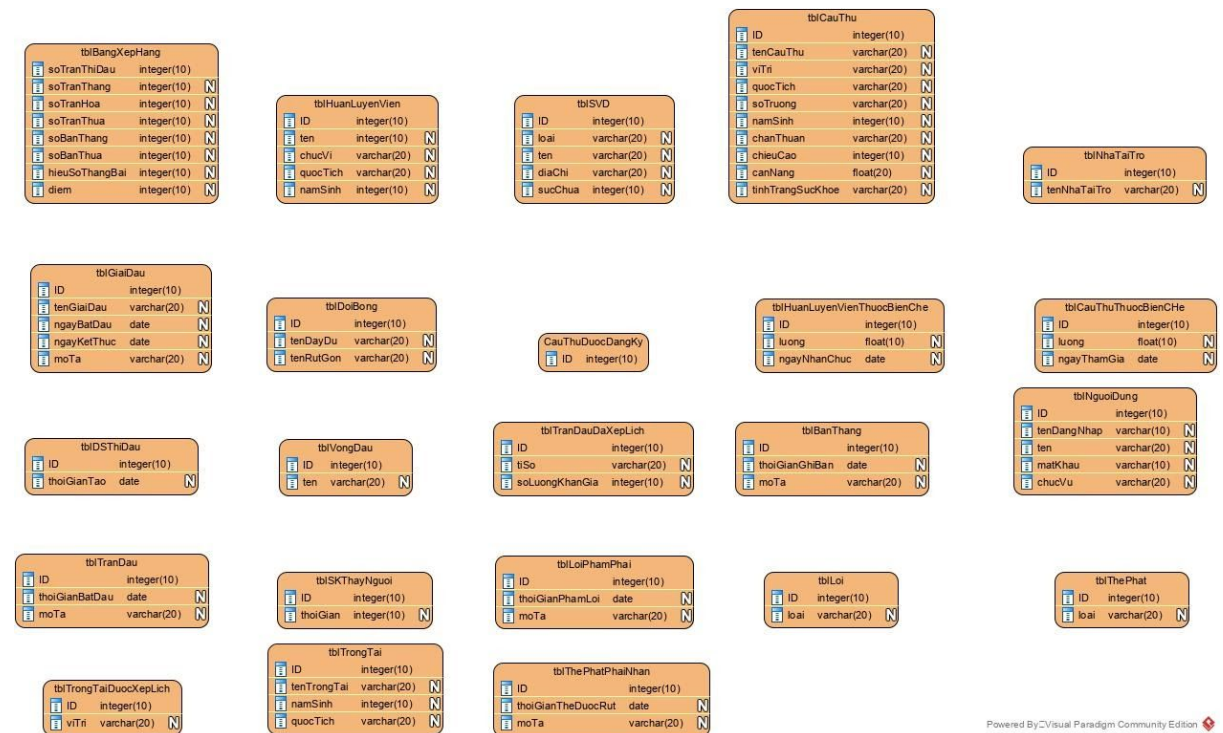 tblBangXepHang
soTranThiDau integer(10)
soTranThang integer(10) N
soTranHoa integer(10) N
soTranThua integer(10) N
soBanThang integer(10) N
soBanThua integer(10) N
hieuSoThangBai integer(10) N
diem integer(10) N
tblHuanLuyenVien
ID integer(10)
ten integer(10) N
chucVi varchar(20) N
quocTich varchar(20) N
namSinh integer(10) N
tblSVD
ID integer(10)
loai varchar(20) N
ten varchar(20) N
diaChi varchar(20) N
sucChua integer(10) N
tblCauThu
ID integer(10)
tenCauThu varchar(20) N
viTri varchar(20) N
quocTich varchar(20) N
soTruong varchar(20) N
namSinh integer(10) N
chanThuan varchar(20) N
chieuCao integer(10) N
canNang float(20) N
tinhTrangSucKhoe varchar(20) N
tblNhaTaiTro
ID integer(10)
tenNhaTaiTro varchar(20) N
tblGiaiDau
ID integer(10)
tenGiaiDau varchar(20) N
ngayBatDau date N
ngayKetThuc date N
moTa varchar(20) N
tblDoiBong
ID integer(10)
tenDayDu varchar(20) N
tenRutGon varchar(20) N
CauThuDuocDangKy
ID integer(10)
tblHuanLuyenVienThuocBienChe
ID integer(10)
luong float(10) N
ngayNhanChuc date N
tblCauThuThuocBienCHe
ID integer(10)
luong float(10) N
ngayThamGia date N
tblDSThiDau
ID integer(10)
thoiGianTao date N
tblVongDau
ID integer(10)
ten varchar(20) N
tblTranDauDaXepLich
ID integer(10)
tiSo varchar(20) N
soLuongKhanGia integer(10) N
tblBanThang
ID integer(10)
thoiGianGhiBan date N
moTa varchar(20) N
tblNguoiDung
ID integer(10)
tenDangNhap varchar(10) N
ten varchar(20) N
matKhau varchar(10) N
chucVu varchar(20) N
tblTranDau
ID integer(10)
thoiGianBatDau date N
moTa varchar(20) N
tblSKThayNguoi
ID integer(10)
thoiGian integer(10) N
tblLoiPhamPhai
ID integer(10)
thoiGianPhamLoi date N
moTa varchar(20) N
tblLoi
ID integer(10)
loai varchar(20) N
tblThePhat
ID integer(10)
loai varchar(20) N
tblTrongTaiDuocXepLich
ID integer(10)
viTri varchar(20) N
tblTrongTai
ID integer(10)
tenTrongTai varchar(20) N
namSinh integer(10) N
quocTich varchar(20) N
tblThePhatPhaiNhan
ID integer(10)
thoiGianTheDuocRut date N
moTa varchar(20) N
Powered By Visual Paradigm Community Edition